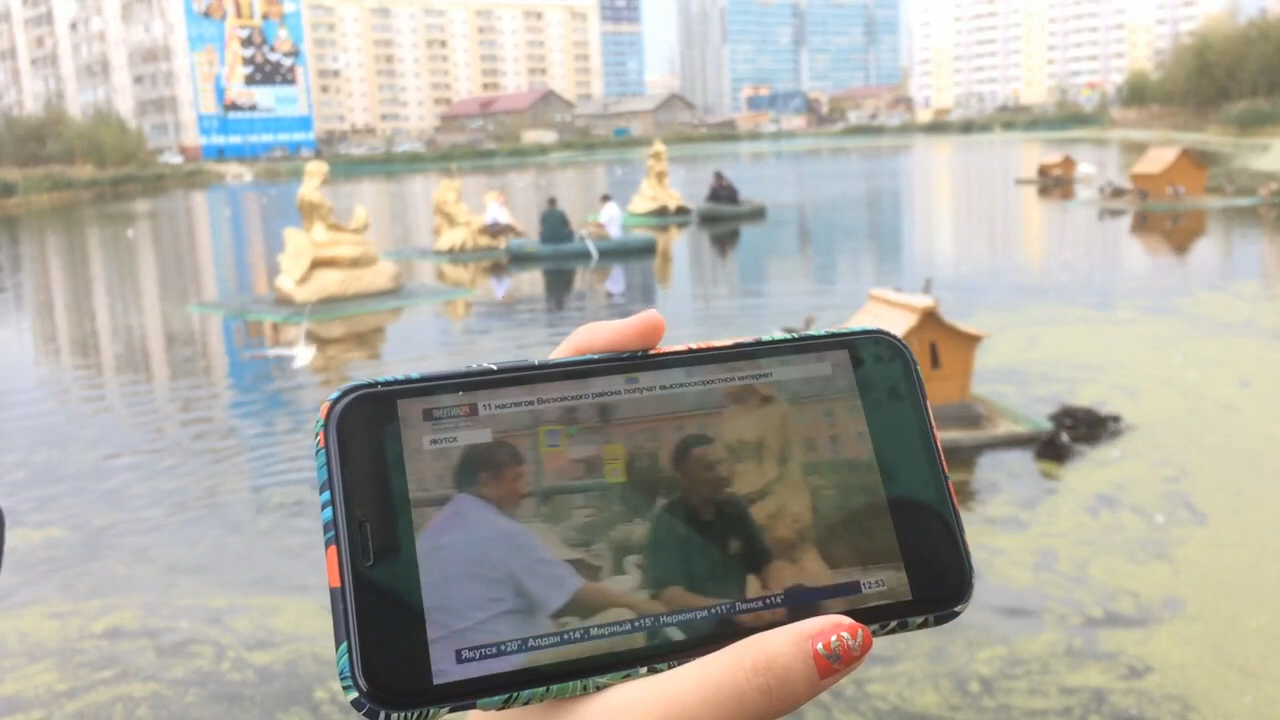 ЯКУТИЯ24
11 наслегов Вилюйского района получат высокоскоростной интернет
ЯКУТСК
12:53
Якутск +20°, Алдан +14°, Мирный +15°, Нерюнгри +11°, Ленск +14°